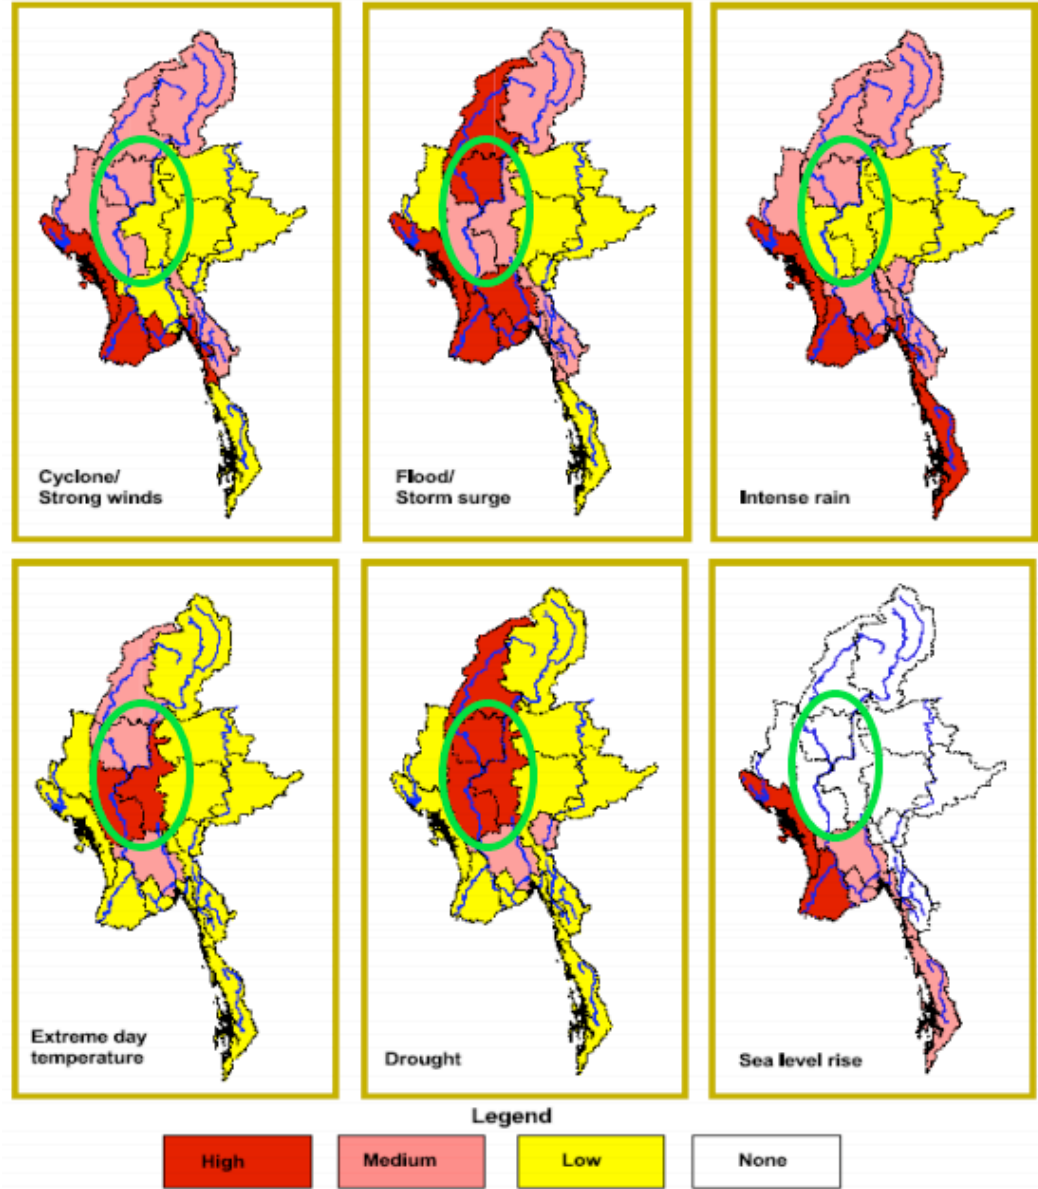 Cyclone/
Strong winds
Flood/
Storm surge
Intense rain
Extreme day
temperature
Drought
Sea level rise
Legend
High
Medium
Low
None